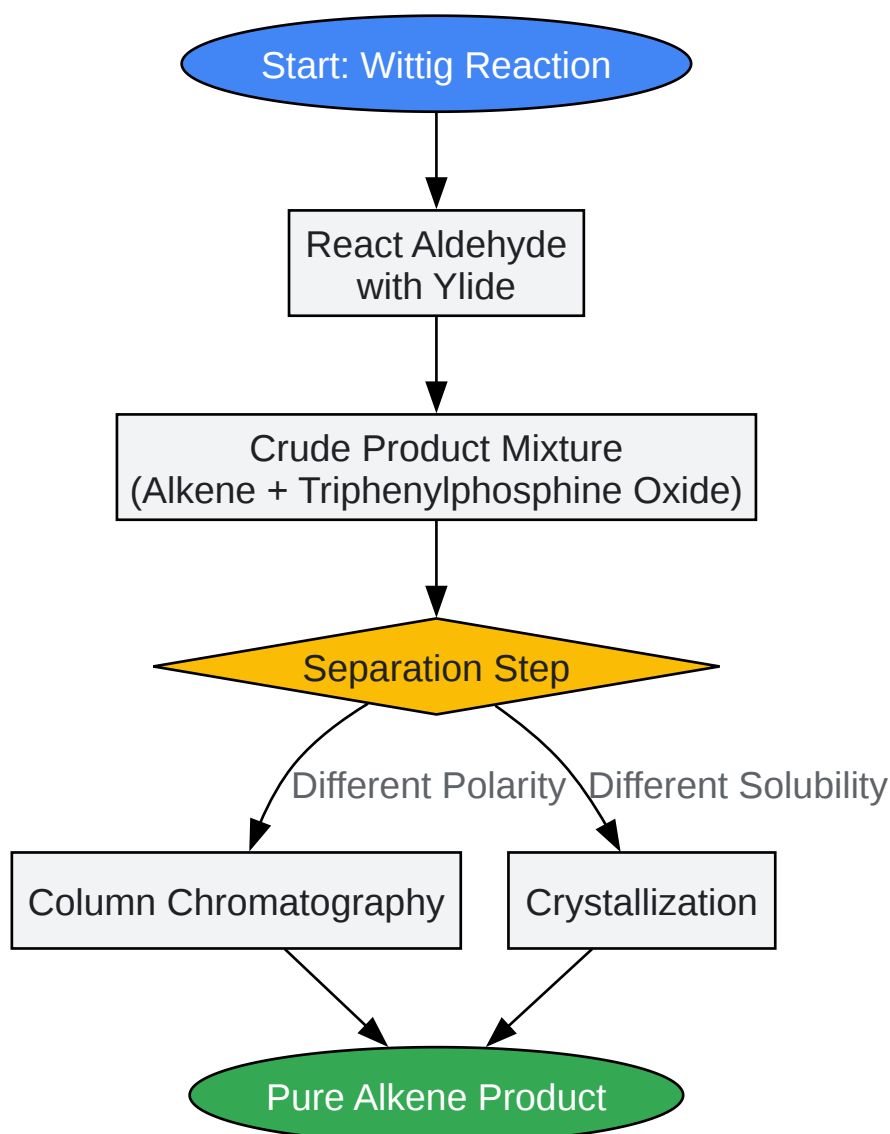 Start: Wittig Reaction
React Aldehyde
with Ylide
Crude Product Mixture
(Alkene + Triphenylphosphine Oxide)
Separation Step
Different Polarity
Different Solubility
Column Chromatography
Crystallization
Pure Alkene Product